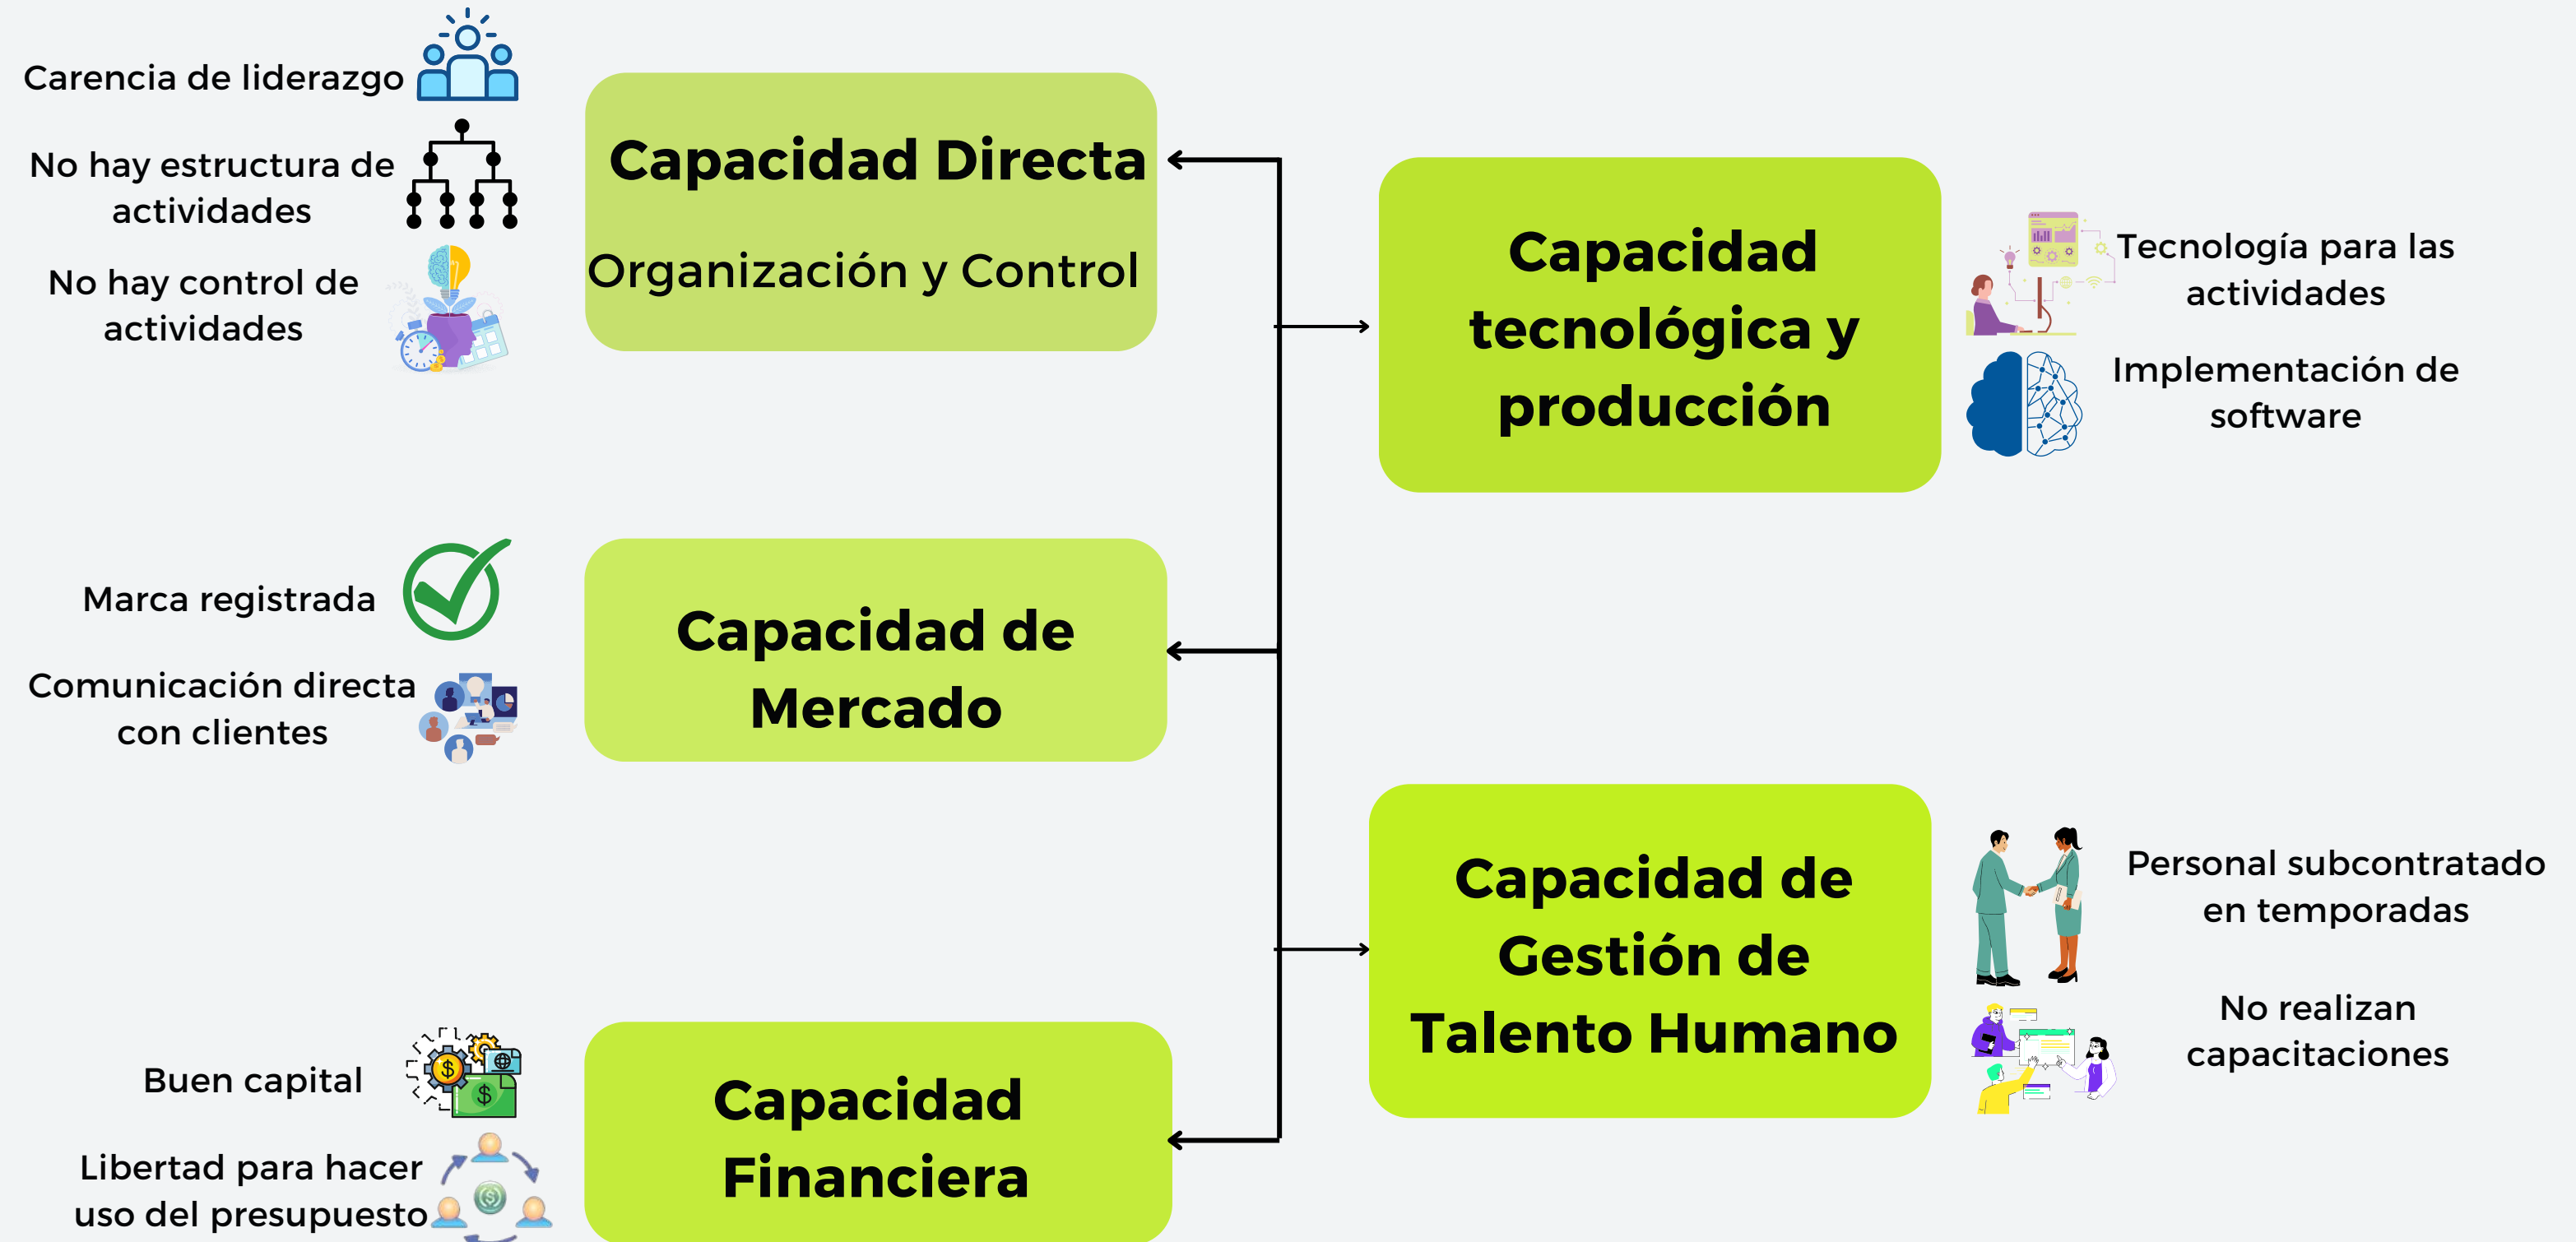 Carencia de liderazgo
No hay estructura de
actividades
No hay control de
actividades
Capacidad Directa
Organización y Control
Capacidad
tecnológica y
producción
Tecnología para las
actividades
Implementación de
software
Marca registrada
Comunicación directa
con clientes
Capacidad de
Mercado
Capacidad de
Gestión de
Talento Humano
Personal subcontratado
en temporadas
No realizan
capacitaciones
Buen capital
Libertad para hacer
uso del presupuesto
Capacidad
Financiera